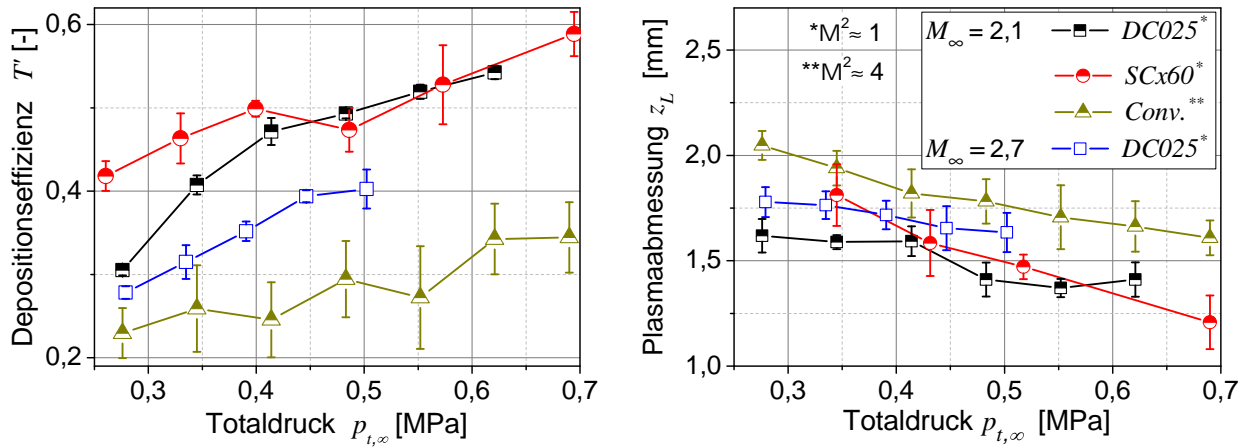 Depositionseffizienz T' [-]
0,6
0,4
0,2
0,3 0,4 0,5 0,6 0,7
Totaldruck p_{t,∞} [MPa]
Plasmaabmessung z_L [mm]
2,5
2,0
1,5
1,0
0,3 0,4 0,5 0,6 0,7
Totaldruck p_{t,∞} [MPa]
*M²≈ 1
**M²≈ 4
M_∞ = 2,1 DC025*
SCx60*
Conv.**
M_∞ = 2,7 DC025*